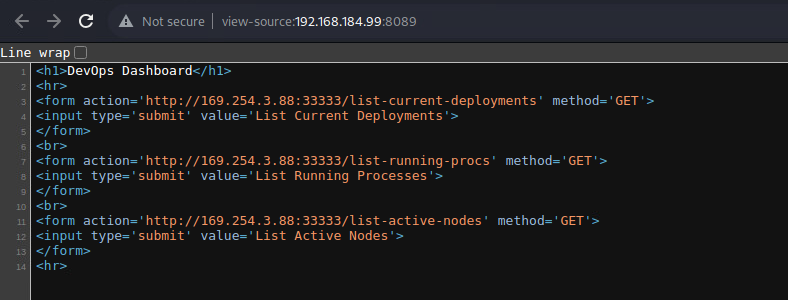 Not secure view-source:192.168.184.99:8089
Line wrap
1 <h1>DevOps Dashboard</h1>
2 <hr>
3 <form action='http://169.254.3.88:33333/list-current-deployments' method='GET'>
4 <input type='submit' value='List Current Deployments'>
5 </form>
6 <br>
7 <form action='http://169.254.3.88:33333/list-running-procs' method='GET'>
8 <input type='submit' value='List Running Processes'>
9 </form>
10 <br>
11 <form action='http://169.254.3.88:33333/list-active-nodes' method='GET'>
12 <input type='submit' value='List Active Nodes'>
13 </form>
14 <hr>